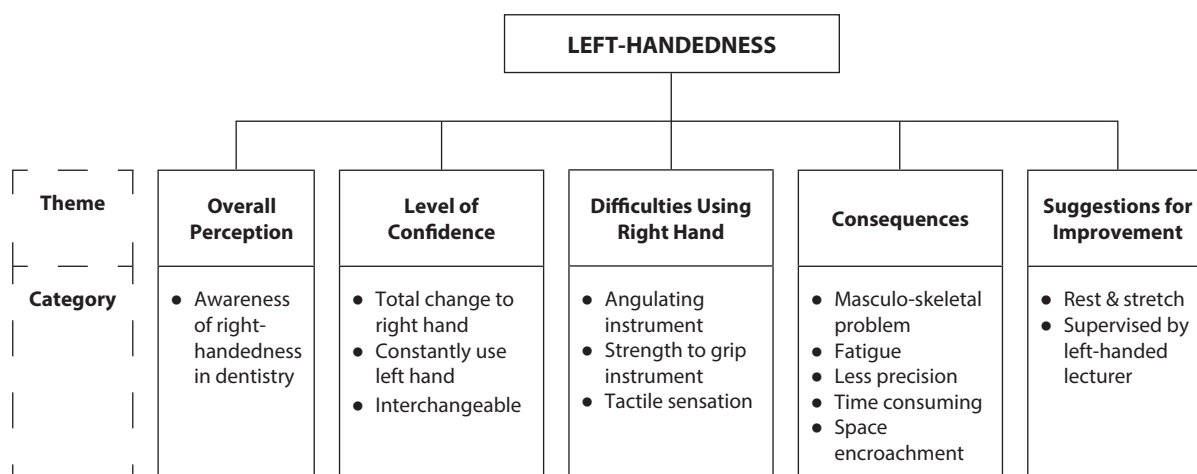 LEFT-HANDEDNESS
Theme
Overall
Perception
Level of
Confidence
Difficulties Using
Right Hand
Consequences
Suggestions for
Improvement
Category
● Awareness
of right-
handedness
in dentistry
● Total change to
right hand
● Constantly use
left hand
● Interchangeable
● Angulating
instrument
● Strength to grip
instrument
● Tactile sensation
● Masculo-skeletal
problem
● Fatigue
● Less precision
● Time consuming
● Space
encroachment
● Rest & stretch
● Supervised by
left-handed
lecturer